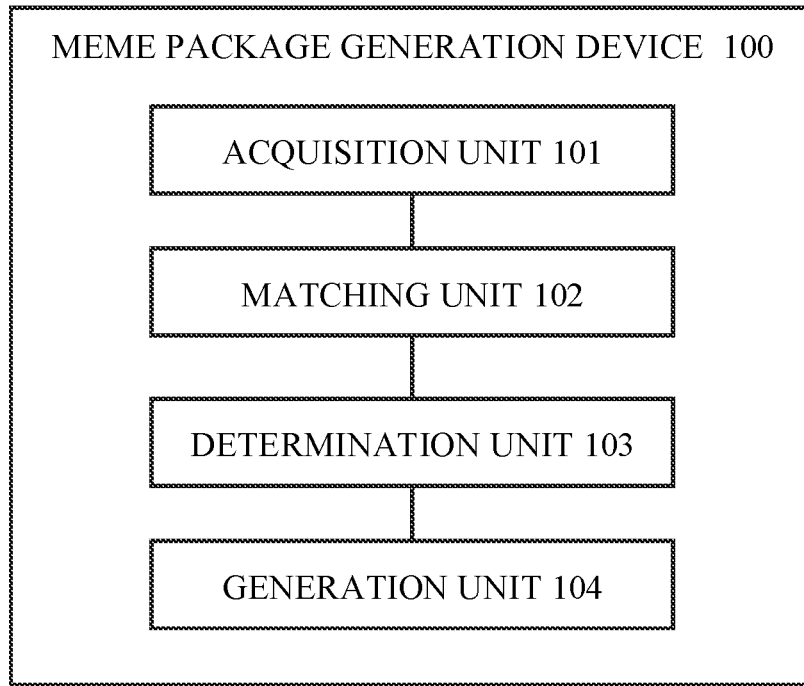 MEME PACKAGE GENERATION DEVICE 100
ACQUISITION UNIT 101
MATCHING UNIT 102
DETERMINATION UNIT 103
GENERATION UNIT 104